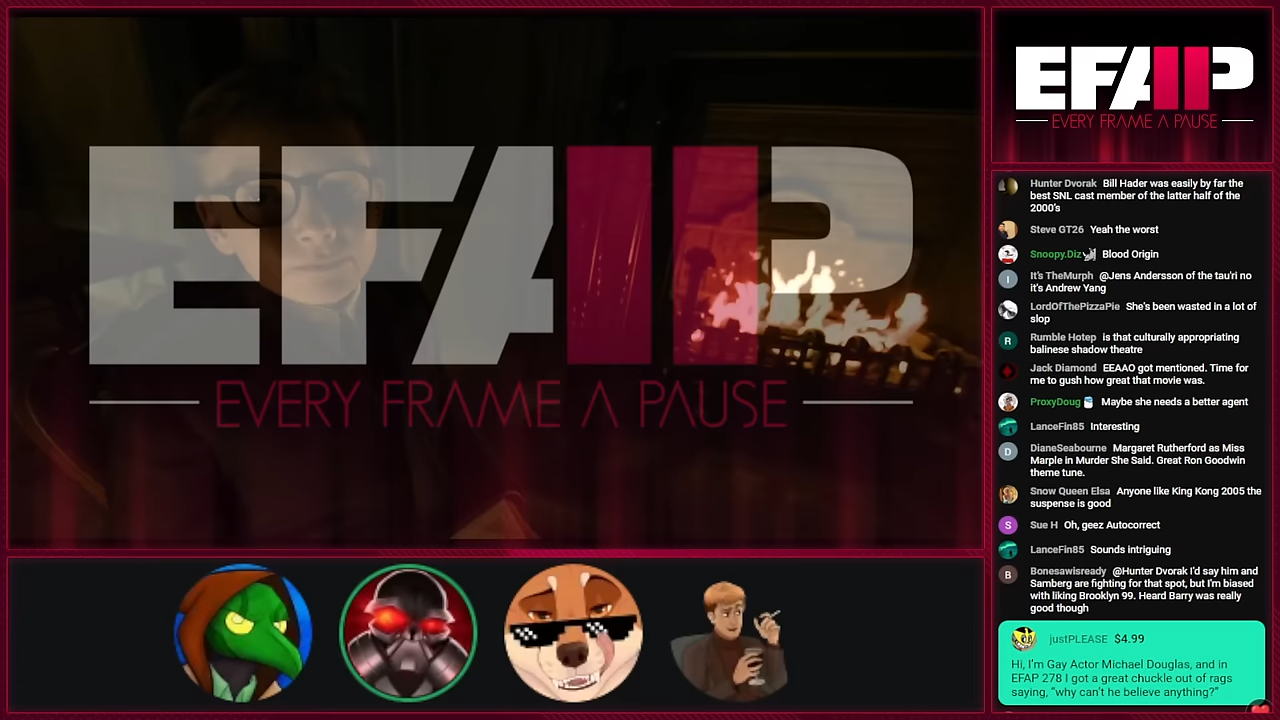 EFAP
EVERY FRAME A PAUSE
EFAP
EVERY FRAME A PAUSE
Hunter Dvorak Bill Hader was easily by far the
best SNL cast member of the latter half of the
2000's
Steve GT26 Yeah the worst
Snoopy.Diz Blood Origin
It's TheMurph @Jens Andersson of the tau'ri no
it's Andrew Yang
LordOfThePizzaPie She's been wasted in a lot of
slop
R
Rumble Hotep is that culturally appropriating
balinese shadow theatre
Jack Diamond EEAAO got mentioned. Time for
me to gush how great that movie was.
ProxyDoug Maybe she needs a better agent
LanceFin85 Interesting
D
DianeSeabourne Margaret Rutherford as Miss
Marple in Murder She Said. Great Ron Goodwin
theme tune.
Snow Queen Elsa Anyone like King Kong 2005 the
suspense is good
S
Sue H Oh, geez Autocorrect
LanceFin85 Sounds intriguing
B
Bonesawisready @Hunter Dvorak I'd say him and
Samberg are fighting for that spot, but I'm biased
with liking Brooklyn 99. Heard Barry was really
good though
justPLEASE $4.99
Hi, I'm Gay Actor Michael Douglas, and in
EFAP 278 I got a great chuckle out of rags
saying, "why can't he believe anything?"